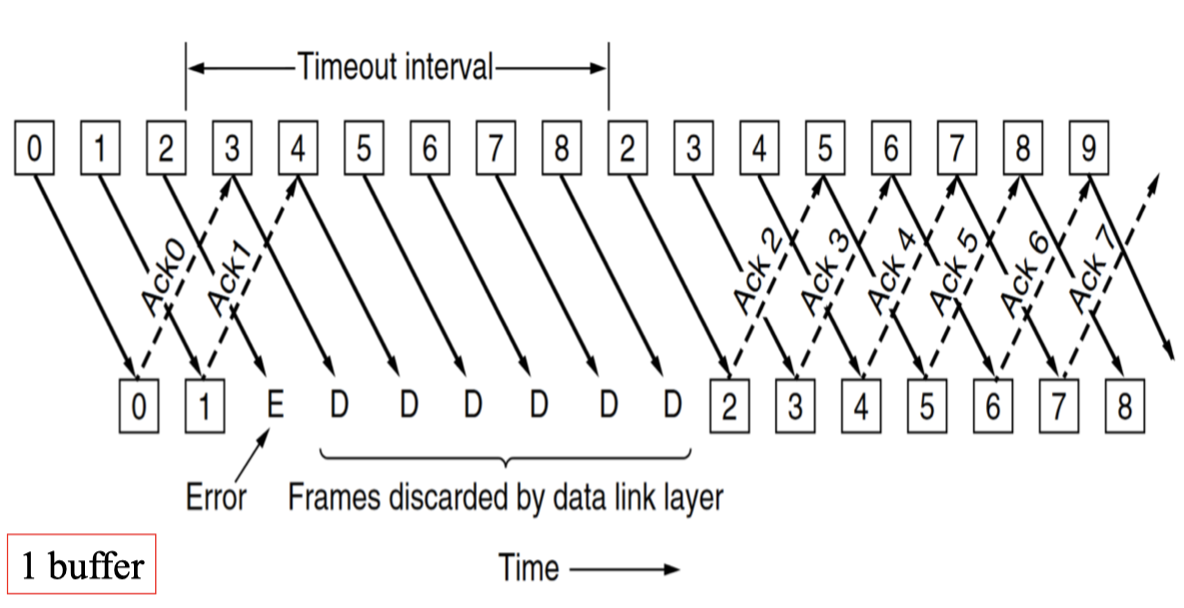 Timeout interval
0 1 2 3 4 5 6 7 8 2 3 4 5 6 7 8 9
Ack0 Ack1 Ack 2 Ack 3 Ack 4 Ack 5 Ack 6 Ack 7
0 1 E D D D D D D 2 3 4 5 6 7 8
Error Frames discarded by data link layer
1 buffer
Time